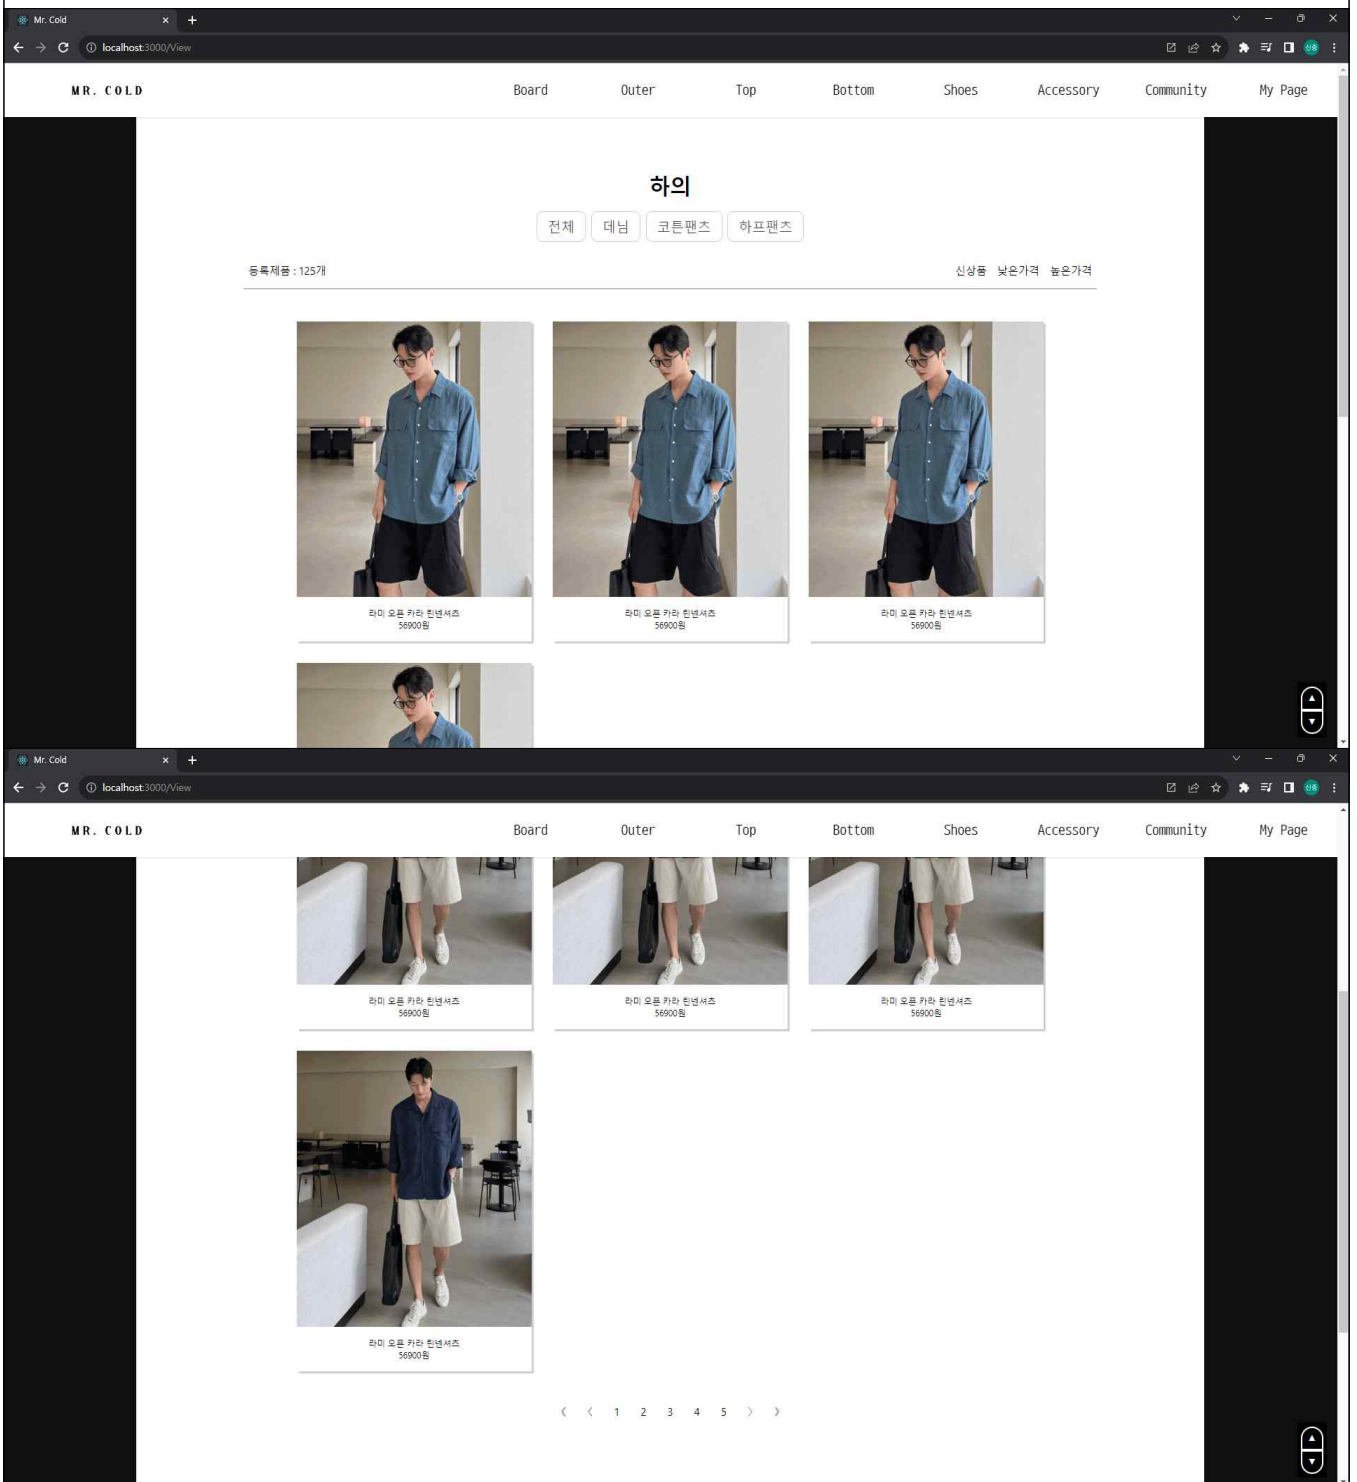 Mr. Cold
localhost:3000/View
신종
MR. COLD Board Outer Top Bottom Shoes Accessory Community My Page
하의
전체 데님 코튼팬츠 하프팬츠
등록제품 : 125개 신상품 낮은가격 높은가격
라미 오픈 카라 린넨셔츠 라미 오픈 카라 린넨셔츠 라미 오픈 카라 린넨셔츠
56900원 56900원 56900원
Mr. Cold
localhost:3000/View
신종
MR. COLD Board Outer Top Bottom Shoes Accessory Community My Page
라미 오픈 카라 린넨셔츠 라미 오픈 카라 린넨셔츠 라미 오픈 카라 린넨셔츠
56900원 56900원 56900원
라미 오픈 카라 린넨셔츠
56900원
《 〈 1 2 3 4 5 〉 》